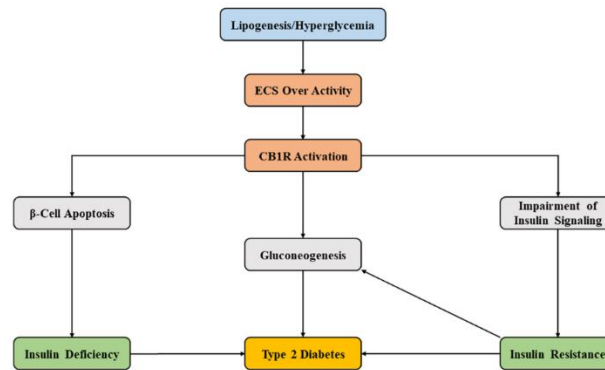 Lipogenesis/Hyperglycemia
ECS Over Activity
CB1R Activation
β-Cell Apoptosis
Impairment of
Insulin Signaling
Gluconeogenesis
Insulin Deficiency
Type 2 Diabetes
Insulin Resistance